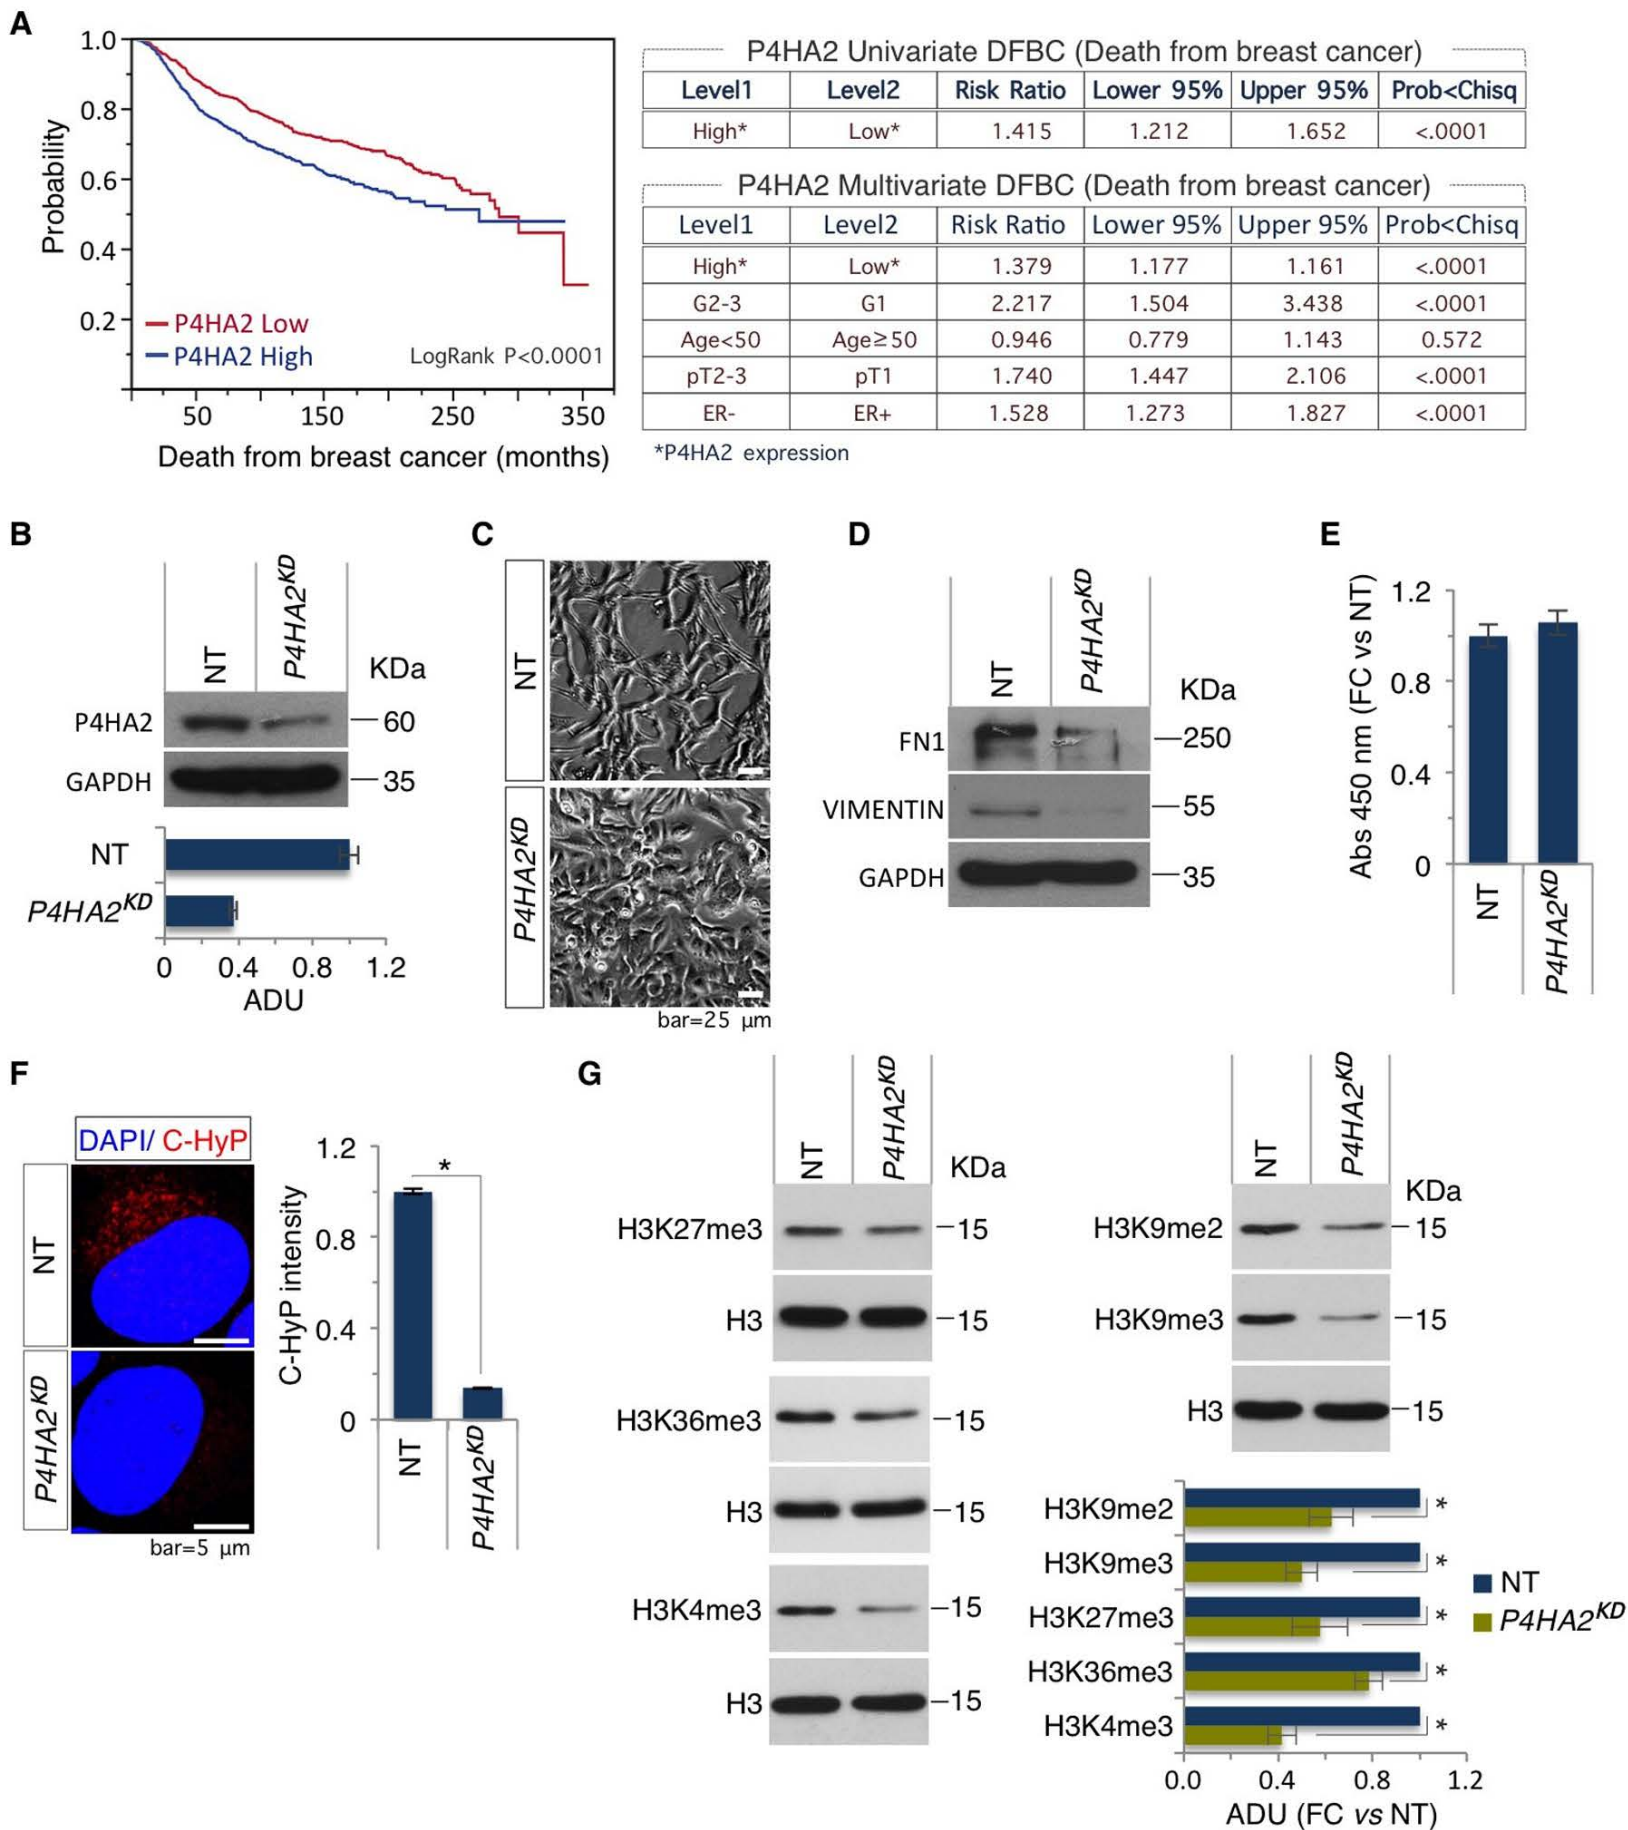 A
1.0
0.8
0.6
0.4
0.2
Probability
P4HA2 Low
P4HA2 High
LogRank P<0.0001
50 150 250 350
Death from breast cancer (months)
P4HA2 Univariate DFBC (Death from breast cancer)
Level1 Level2 Risk Ratio Lower 95% Upper 95% Prob<Chisq
High* Low* 1.415 1.212 1.652 <.0001
P4HA2 Multivariate DFBC (Death from breast cancer)
Level1 Level2 Risk Ratio Lower 95% Upper 95% Prob<Chisq
High* Low* 1.379 1.177 1.161 <.0001
G2-3 G1 2.217 1.504 3.438 <.0001
Age<50 Age≥50 0.946 0.779 1.143 0.572
pT2-3 pT1 1.740 1.447 2.106 <.0001
ER- ER+ 1.528 1.273 1.827 <.0001
*P4HA2 expression
B
NT P4HA2KD KDa
P4HA2 60
GAPDH 35
NT
P4HA2KD
0 0.4 0.8 1.2
ADU
C
NT
P4HA2KD
bar=25 µm
D
NT P4HA2KD KDa
FN1 250
VIMENTIN 55
GAPDH 35
E
Abs 450 nm (FC vs NT)
1.2
0.8
0.4
0
NT P4HA2KD
F
DAPI/ C-HyP
NT
P4HA2KD
bar=5 µm
C-HyP intensity
1.2
0.8
0.4
0
*
NT P4HA2KD
G
NT P4HA2KD KDa
H3K27me3 15
H3 15
H3K36me3 15
H3 15
H3K4me3 15
H3 15
NT P4HA2KD KDa
H3K9me2 15
H3K9me3 15
H3 15
H3K9me2 *
H3K9me3 *
H3K27me3 *
H3K36me3 *
H3K4me3 *
NT
P4HA2KD
0.0 0.4 0.8 1.2
ADU (FC vs NT)